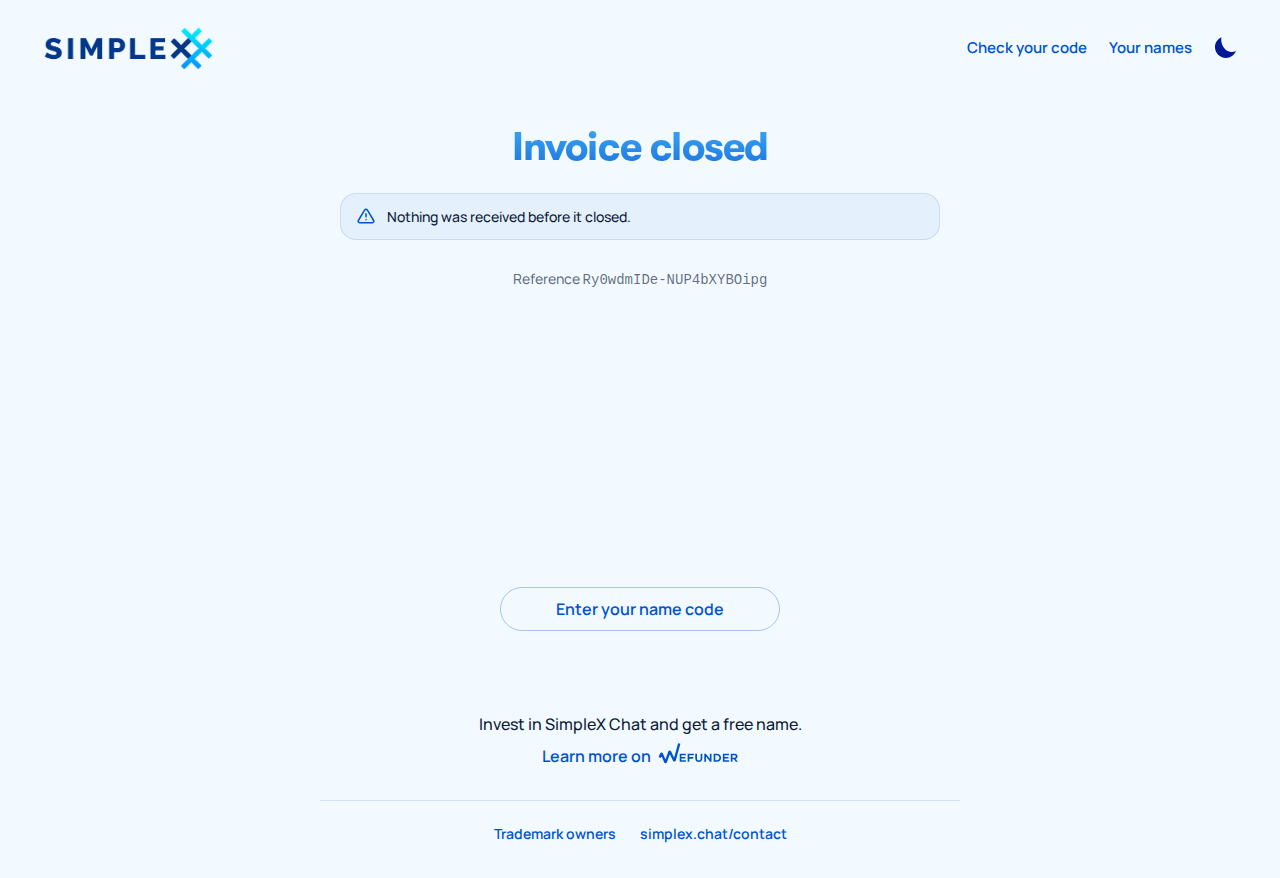 SIMPLEX
Check your code
Your names
Invoice closed
Nothing was received before it closed.
Reference Ry0wdmIDe-NUP4bXYBOipg
Enter your name code
Invest in SimpleX Chat and get a free name.
Learn more on WEFUNDER
Trademark owners
simplex.chat/contact